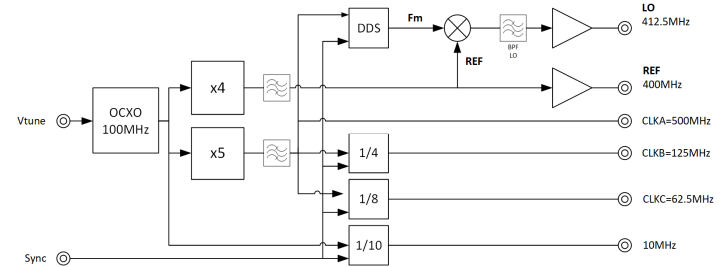 LO
412.5MHz
Fm
DDS
BPF
LO
REF
REF
400MHz
x4
Vtune
OCXO
100MHz
CLKA=500MHz
x5
1/4
CLKB=125MHz
1/8
CLKC=62.5MHz
1/10
10MHz
Sync